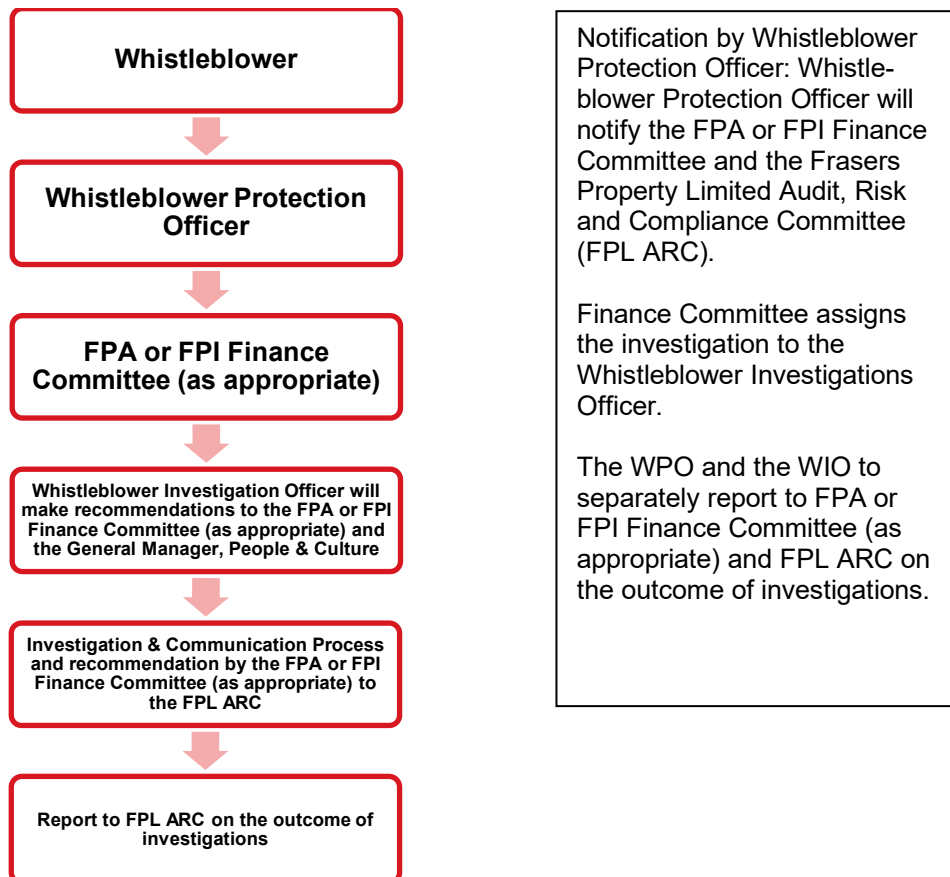 Whistleblower
Whistleblower Protection
Officer
FPA or FPI Finance
Committee (as appropriate)
Whistleblower Investigation Officer will
make recommendations to the FPA or FPI
Finance Committee (as appropriate) and
the General Manager, People & Culture
Investigation & Communication Process
and recommendation by the FPA or FPI
Finance Committee (as appropriate) to
the FPL ARC
Report to FPL ARC on the outcome of
investigations
Notification by Whistleblower
Protection Officer: Whistle-
blower Protection Officer will
notify the FPA or FPI Finance
Committee and the Frasers
Property Limited Audit, Risk
and Compliance Committee
(FPL ARC).
Finance Committee assigns
the investigation to the
Whistleblower Investigations
Officer.
The WPO and the WIO to
separately report to FPA or
FPI Finance Committee (as
appropriate) and FPL ARC on
the outcome of investigations.